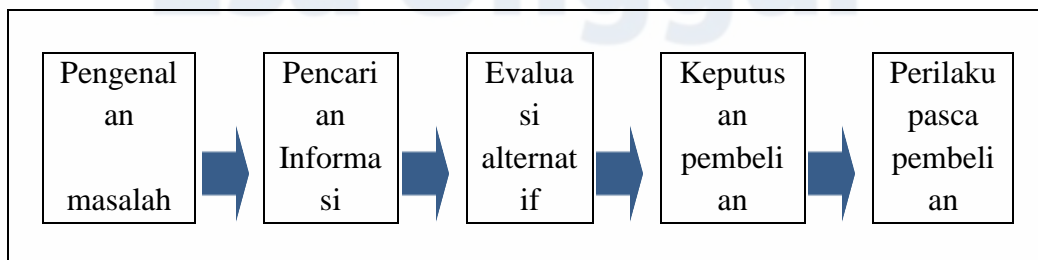 Pengenal
an
masalah
Pencari
an
Informa
si
Evalua
si
alternat
if
Keputus
an
pembeli
an
Perilaku
pasca
pembeli
an